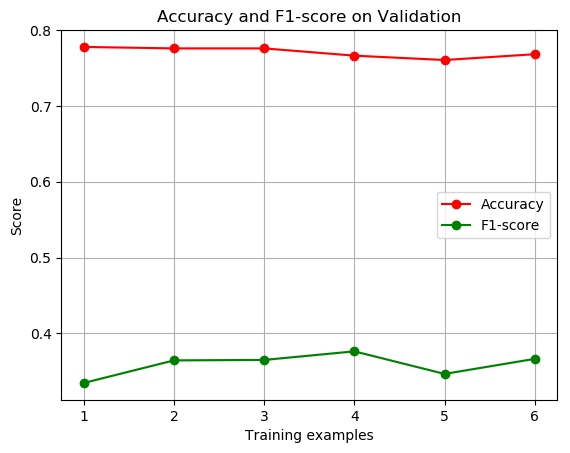 Accuracy and F1-score on Validation
0.8
0.7
0.6
0.5
0.4
Score
Accuracy
F1-score
1 2 3 4 5 6
Training examples